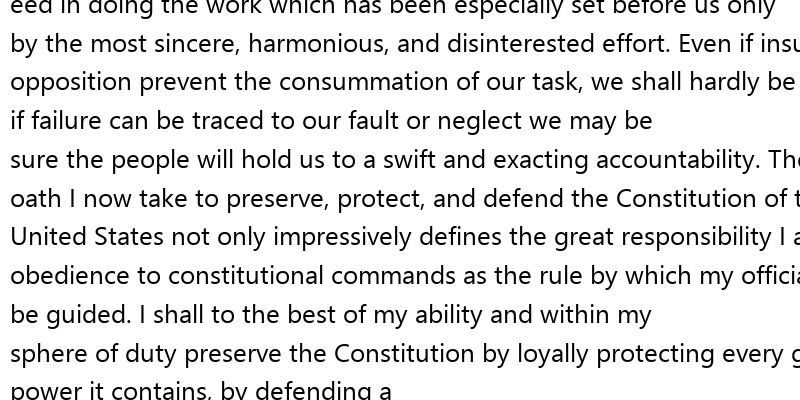 eed in doing the work which has been especially set before us only
by the most sincere, harmonious, and disinterested effort. Even if
opposition prevent the consummation of our task, we shall hardly be
if failure can be traced to our fault or neglect we may be
sure the people will hold us to a swift and exacting accountability.
oath I now take to preserve, protect, and defend the Constitution of
United States not only impressively defines the great responsibility I
obedience to constitutional commands as the rule by which my
be guided. I shall to the best of my ability and within my
sphere of duty preserve the Constitution by loyally protecting every
power it contains, by defending a